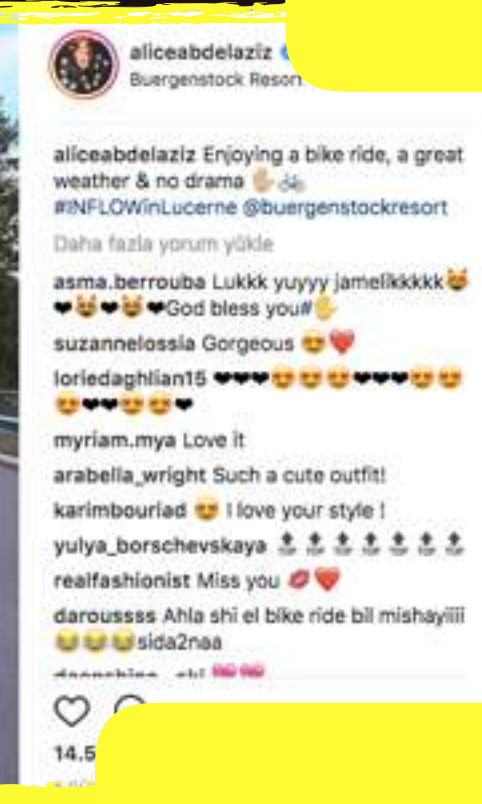 aliceabdelaziz
Buergenstock Resort
aliceabdelaziz Enjoying a bike ride, a great
weather & no drama ✋🏼🚲
#INFLOWinLucerne @buergenstockresort
Daha fazla yorum yükle
asma.berrouba Lukkk yuyyy jamelikkkkk😻
❤😻❤😻❤God bless you#✋
suzannelossia Gorgeous 😍❤️
loriedaghlian15 ❤❤❤😍😍😍❤❤❤😍😍
😍❤❤😍😍❤
myriam.mya Love it
arabella_wright Such a cute outfit!
karimbouriad 😍 I love your style !
yulya_borschevskaya 🔝🔝🔝🔝🔝🔝🔝
realfashionist Miss you 💋❤️
daroussss Ahla shi el bike ride bil mishayiiii
😂😂😂sida2naa
14.5